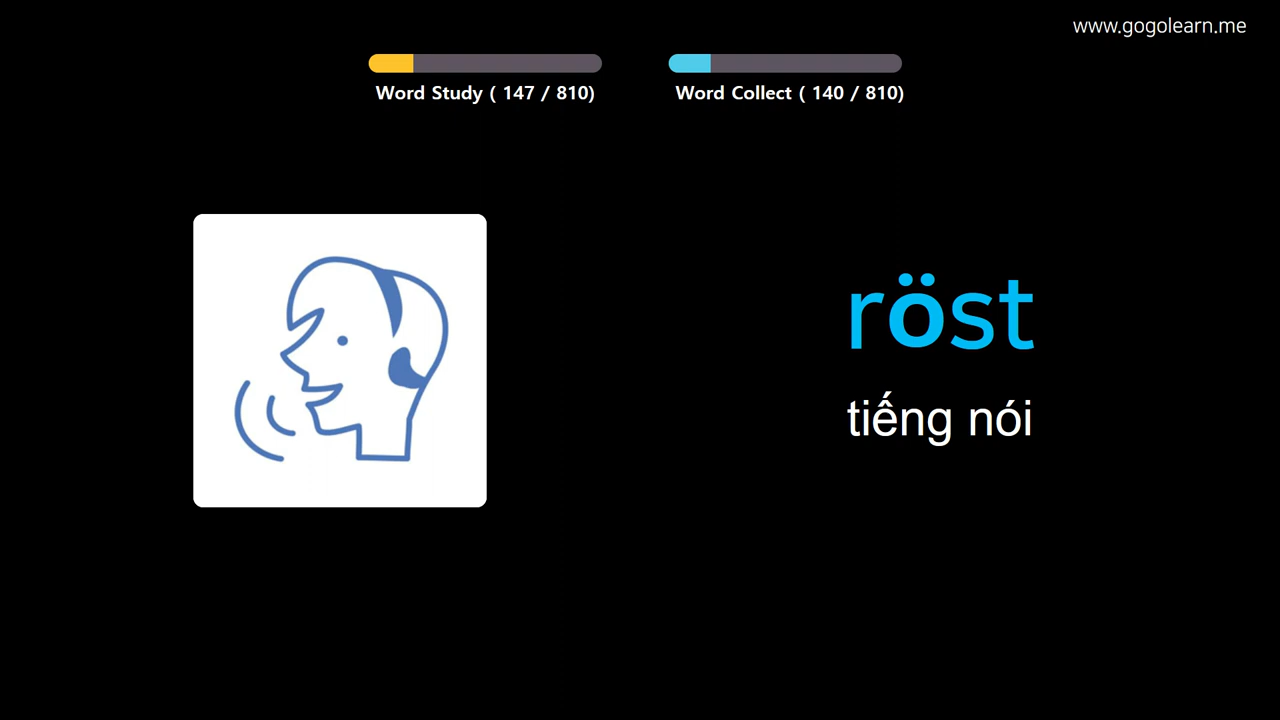 www.gogolearn.me
Word Study ( 147 / 810)
Word Collect ( 140 / 810)
röst
tiếng nói